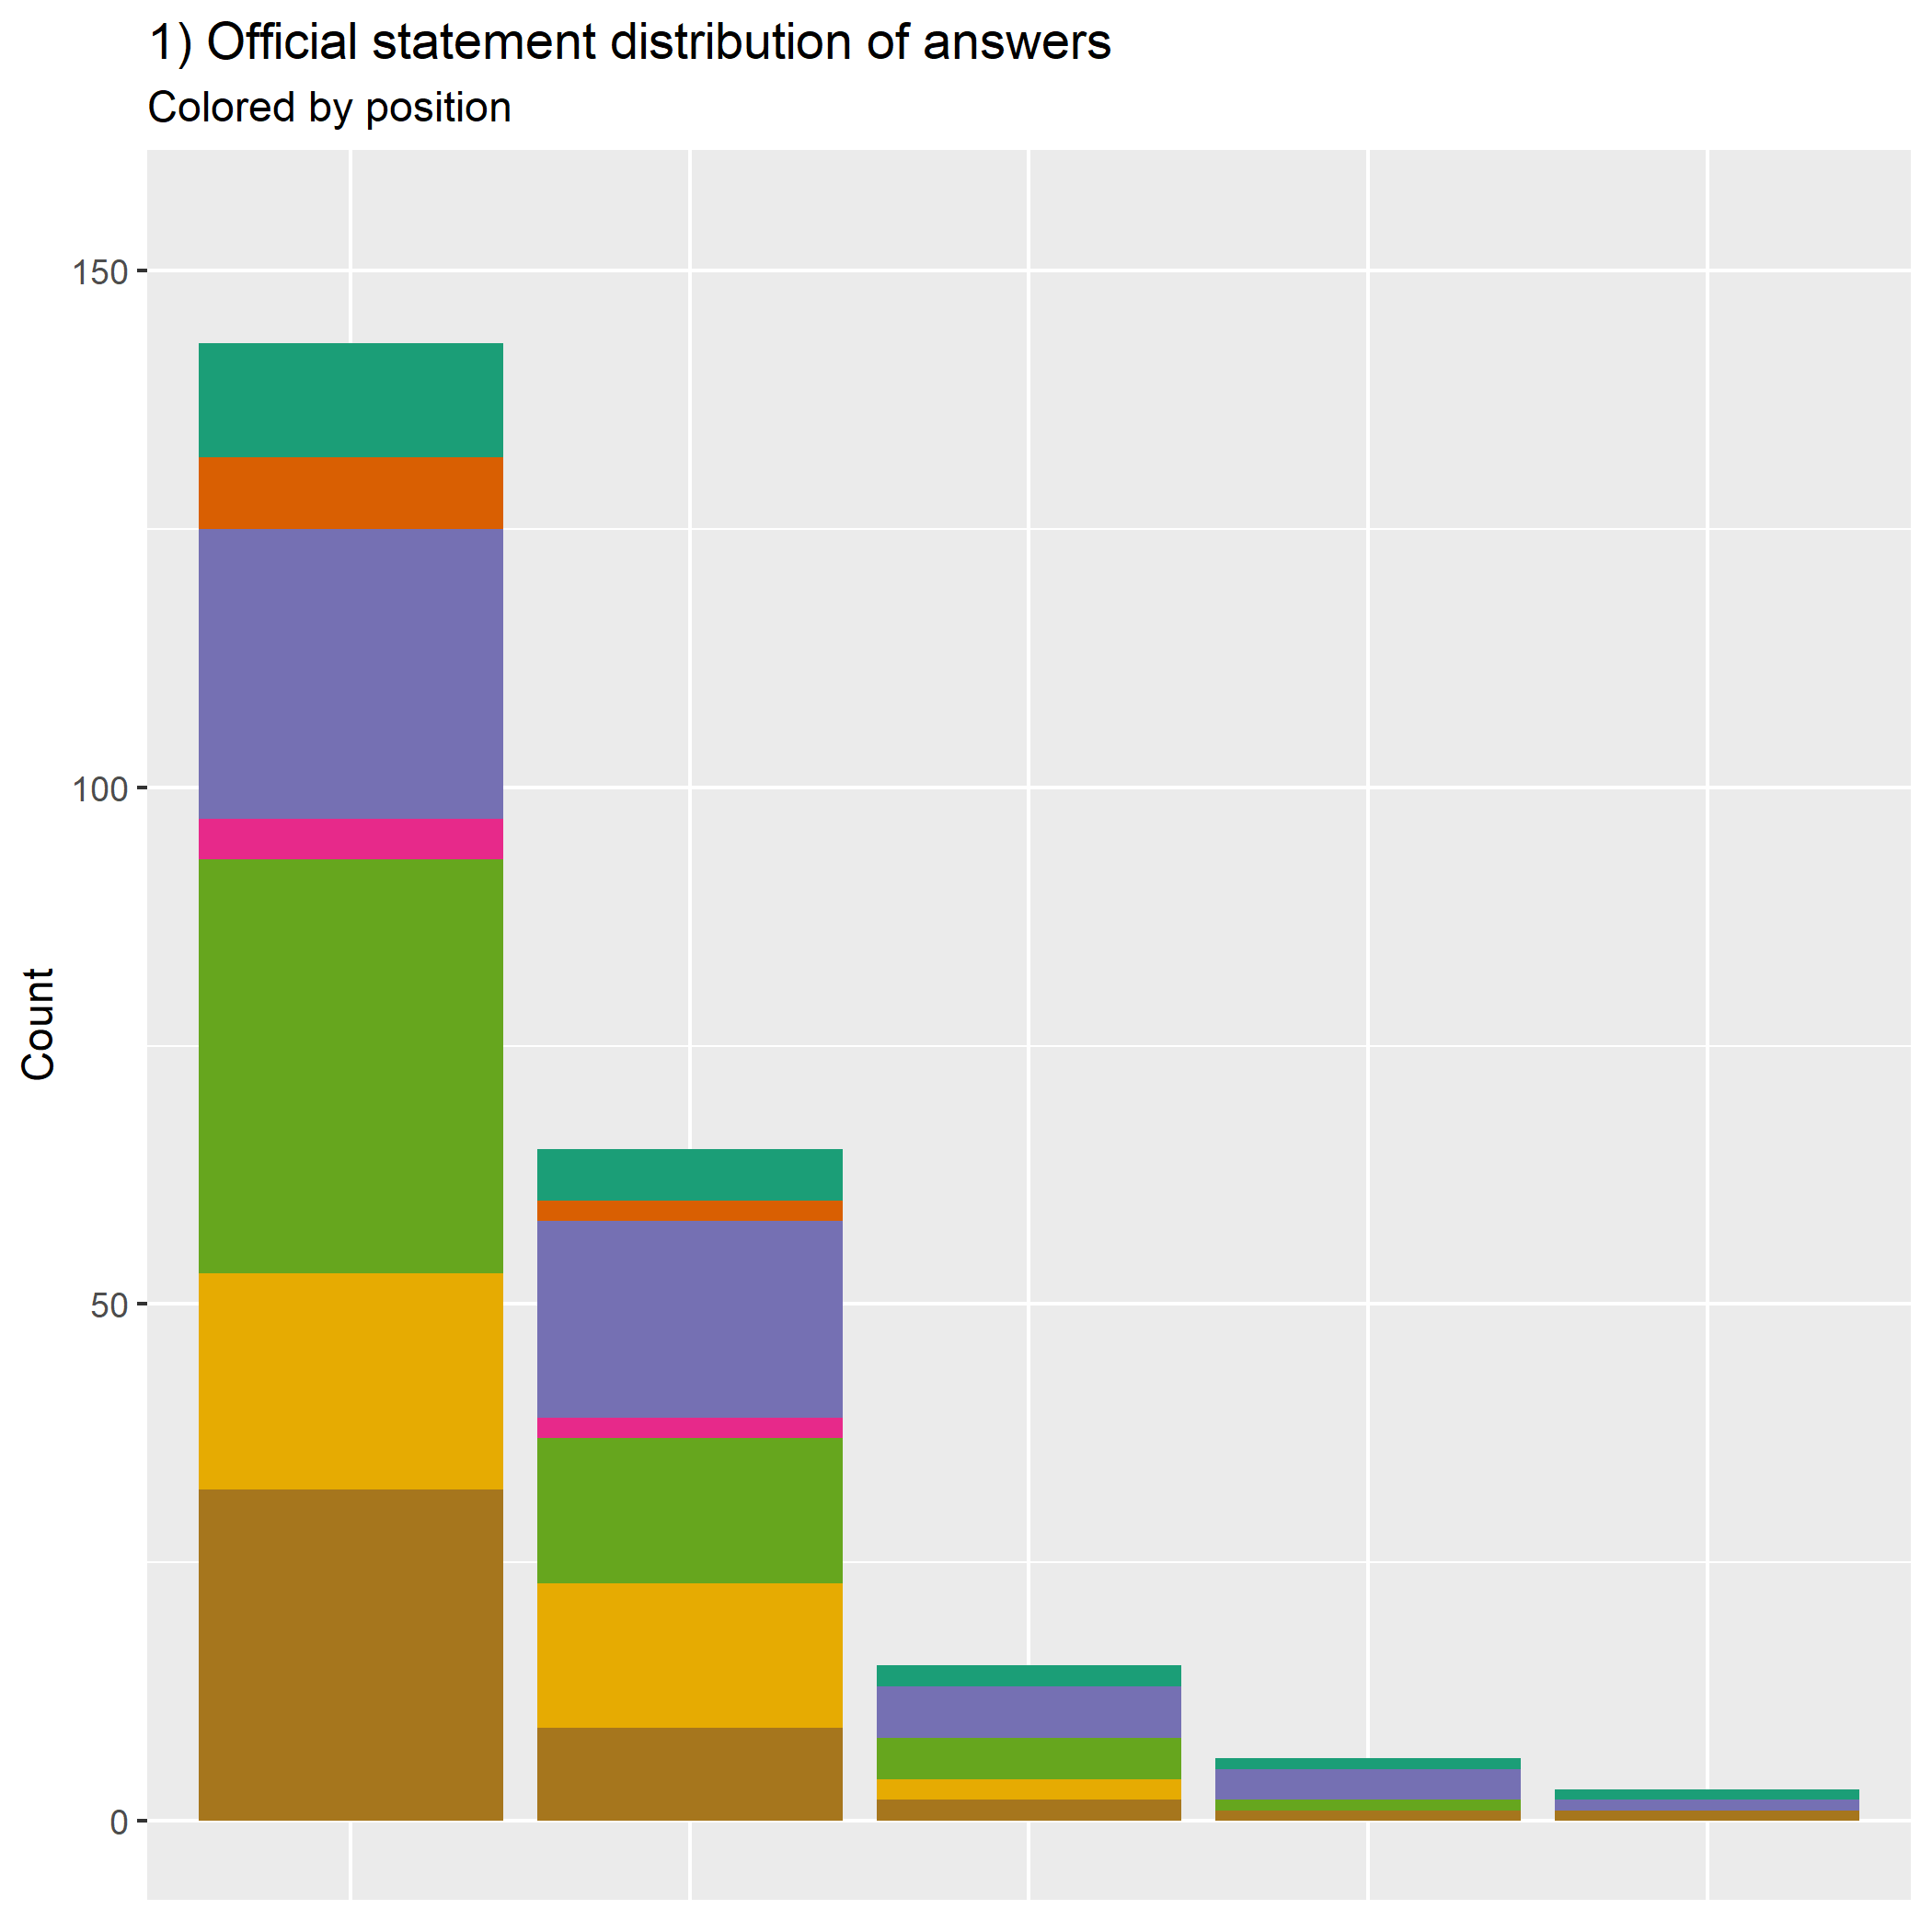 1) Official statement distribution of answers
Colored by position
150
100
50
0
Count